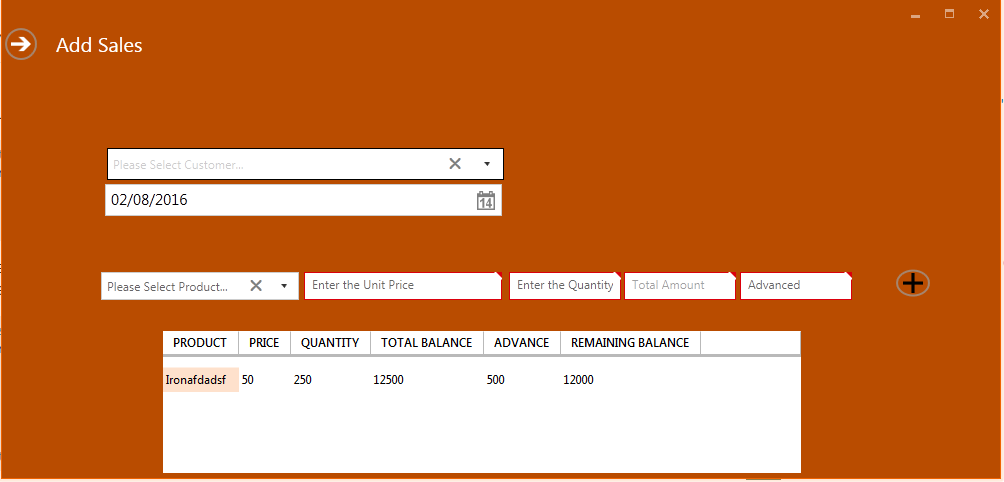 Add Sales
Please Select Customer...
02/08/2016
14
Please Select Product... Enter the Unit Price Enter the Quantity Total Amount Advanced
PRODUCT PRICE QUANTITY TOTAL BALANCE ADVANCE REMAINING BALANCE
Ironafdadsf 50 250 12500 500 12000